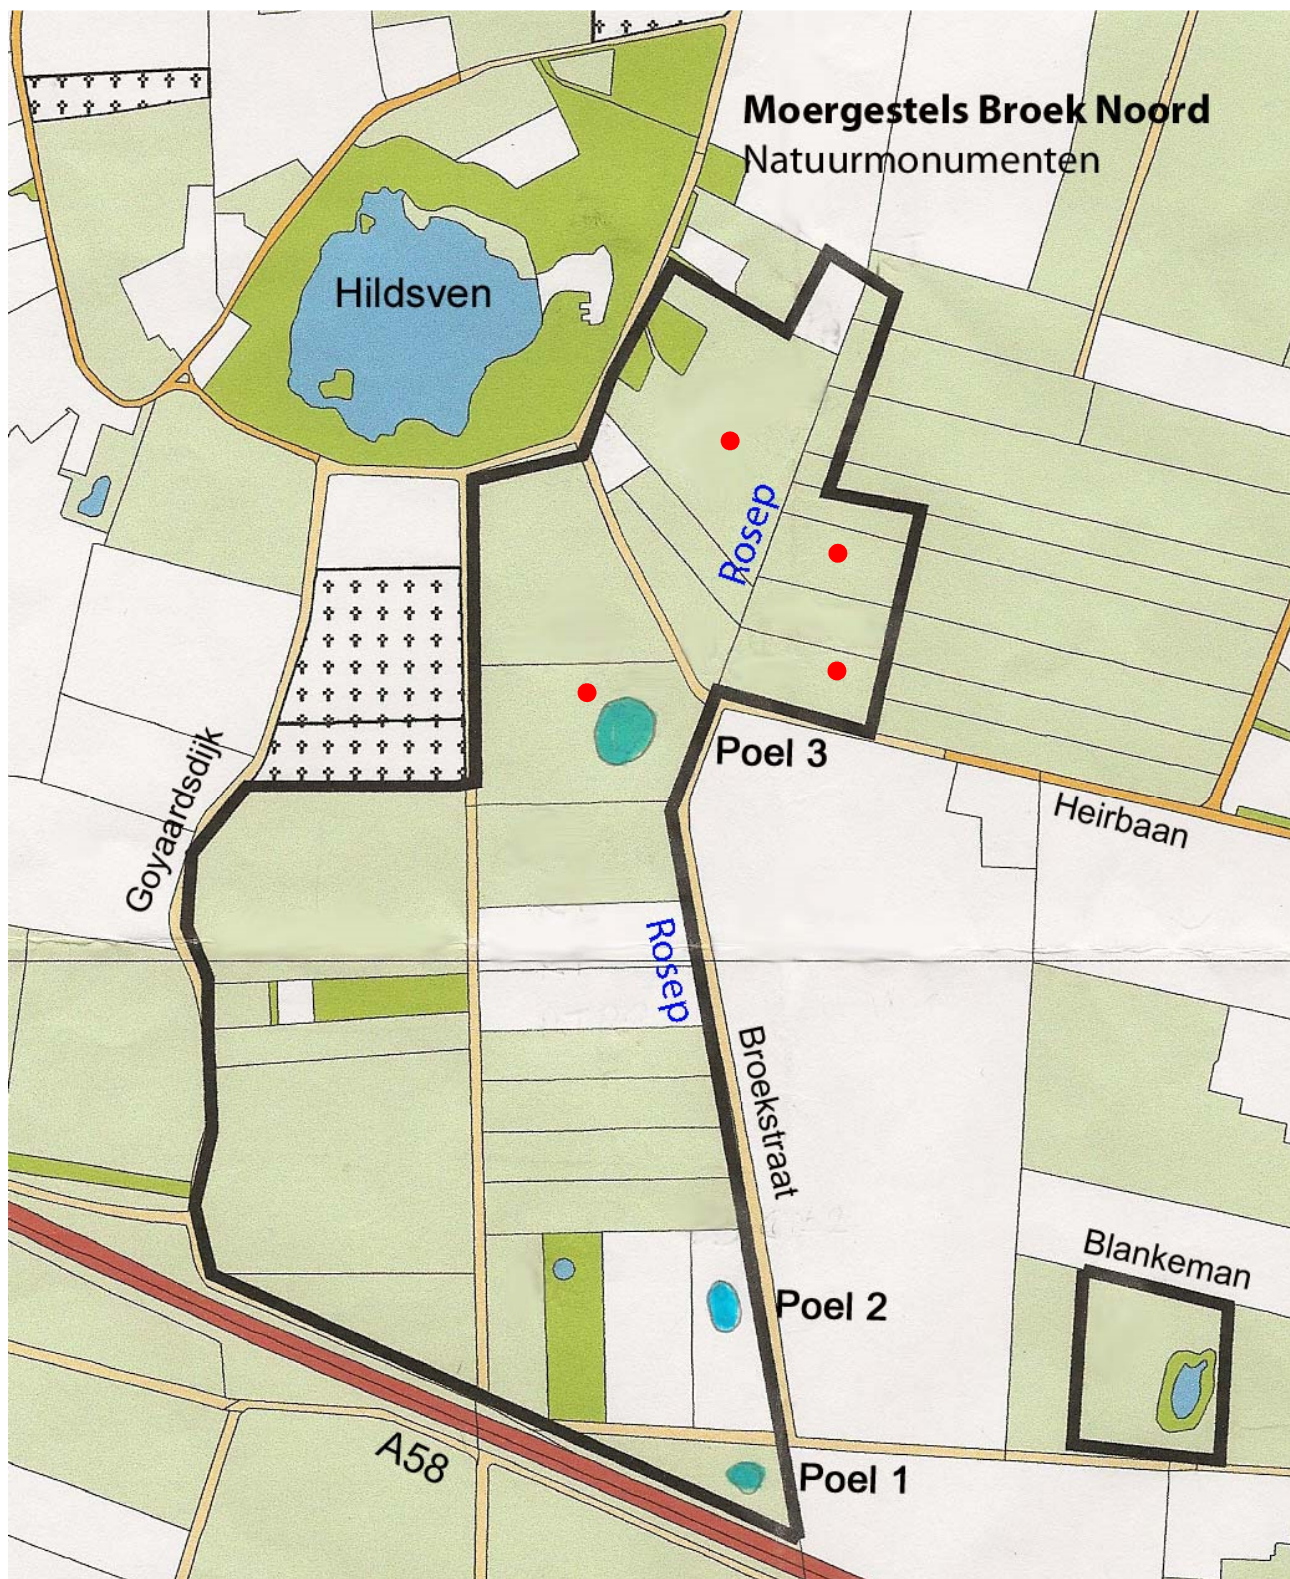 Moergestels Broek Noord
Natuurmonumenten
Hildsven
Rosep
Goyaardsdijk
Poel 3
Heirbaan
Rosep
Broekstraat
Blankeman
Poel 2
A58
Poel 1